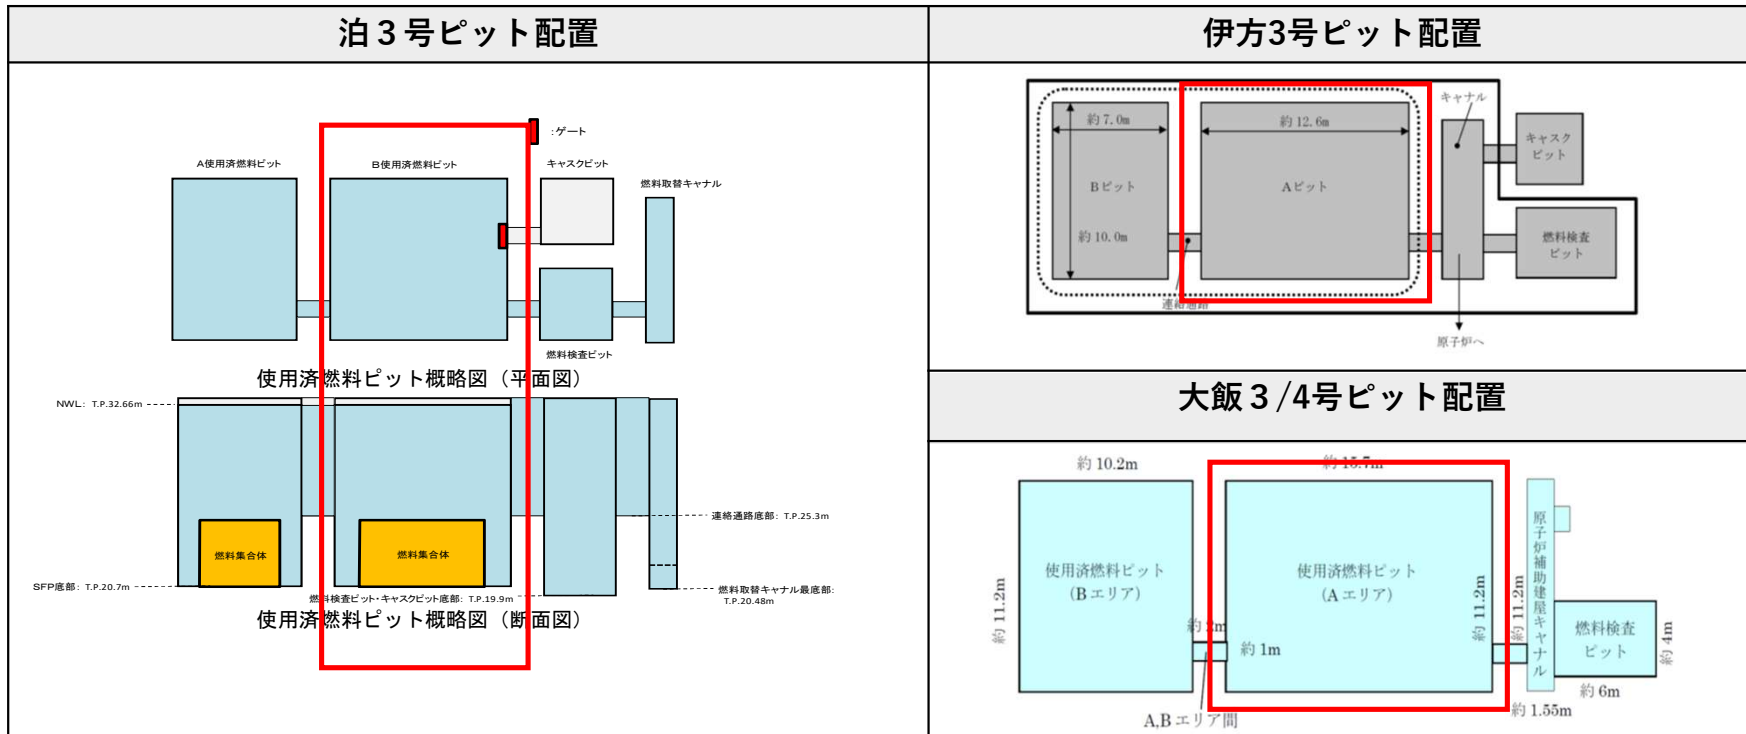 泊３号ピット配置
:ゲート
A使用済燃料ピット
B使用済燃料ピット
キャスクピット
燃料取替キャナル
燃料検査ピット
使用済燃料ピット概略図（平面図）
NWL: T.P.32.66m
連絡通路底部: T.P.25.3m
燃料集合体
燃料集合体
SFP底部: T.P.20.7m
燃料検査ピット・キャスクピット底部: T.P.19.9m
燃料取替キャナル最底部:
T.P.20.48m
使用済燃料ピット概略図（断面図）
伊方3号ピット配置
キャナル
約 7.0m
約 12.6m
キャスク
ピット
Bピット
Aピット
約 10.0m
燃料検査
ピット
連絡通路
原子炉へ
大飯３/4号ピット配置
約 10.2m
約 15.7m
原子炉補助建屋キャナル
使用済燃料ピット
（B エリア）
使用済燃料ピット
（A エリア）
約 11.2m
約 11.2m
約 11.2m
約 2m
約 1m
燃料検査
ピット
約 4m
約 6m
約 1.55m
A,B エリア間